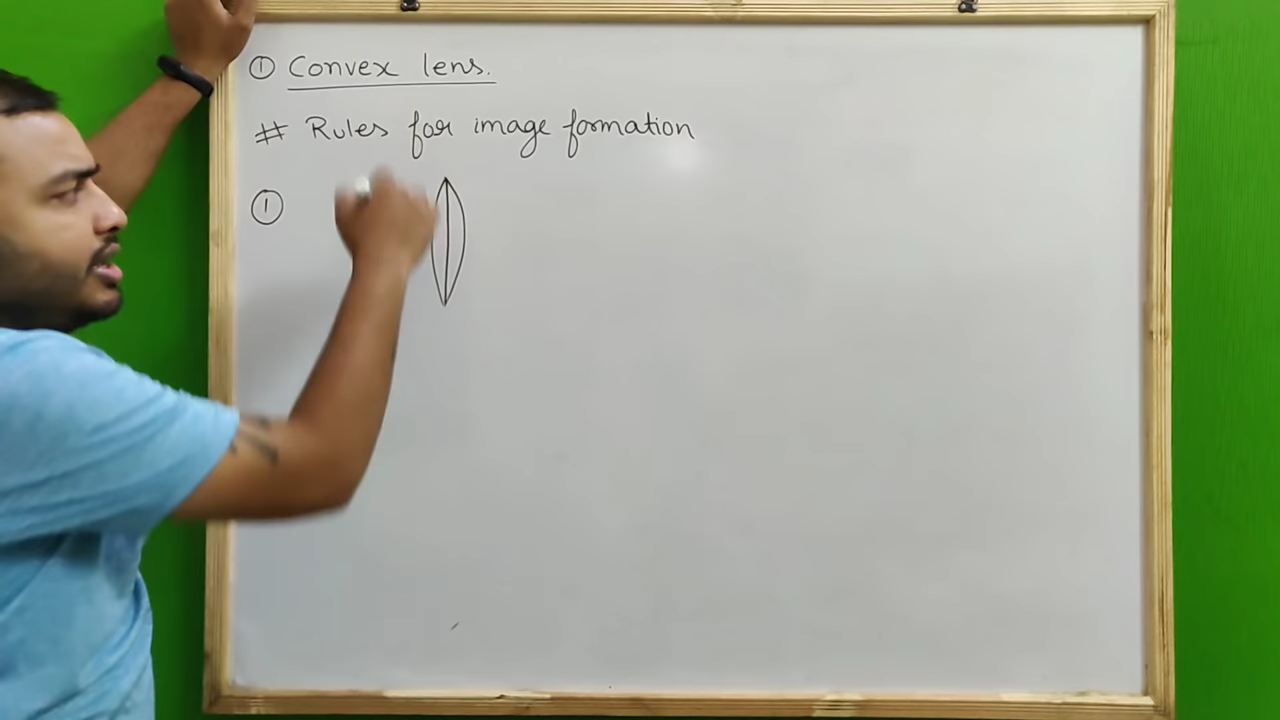 ① Convex lens.
# Rules for image formation
①